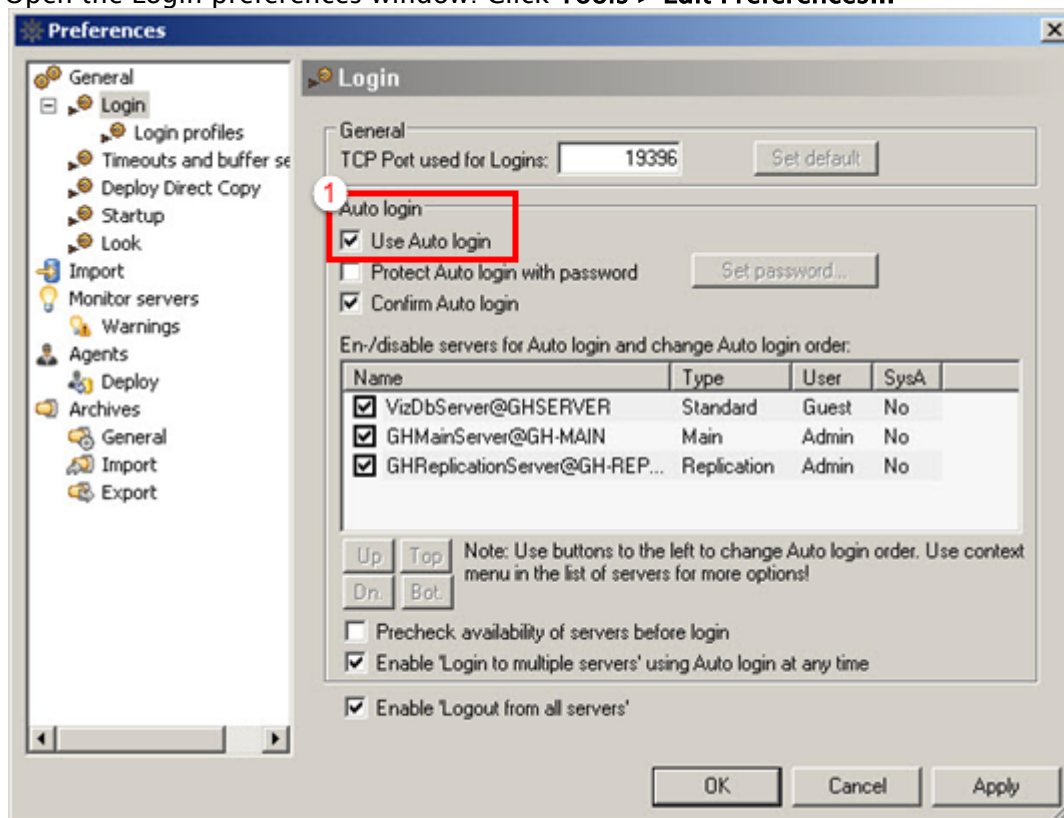 Open the Login preferences window. Click Tools > Edit Preferences...
Preferences
General
Login
Login profiles
Timeouts and buffer se
Deploy Direct Copy
Startup
Look
Import
Monitor servers
Warnings
Agents
Deploy
Archives
General
Import
Export
Login
General
TCP Port used for Logins: 19396 Set default
1
Auto login
Use Auto login
Protect Auto login with password Set password...
Confirm Auto login
En-/disable servers for Auto login and change Auto login order:
Name Type User SysA
VizDbServer@GHSERVER Standard Guest No
GHMainServer@GH-MAIN Main Admin No
GHReplicationServer@GH-REP... Replication Admin No
Up Top Note: Use buttons to the left to change Auto login order. Use context
Dn. Bot. menu in the list of servers for more options!
Precheck availability of servers before login
Enable 'Login to multiple servers' using Auto login at any time
Enable 'Logout from all servers'
OK Cancel Apply